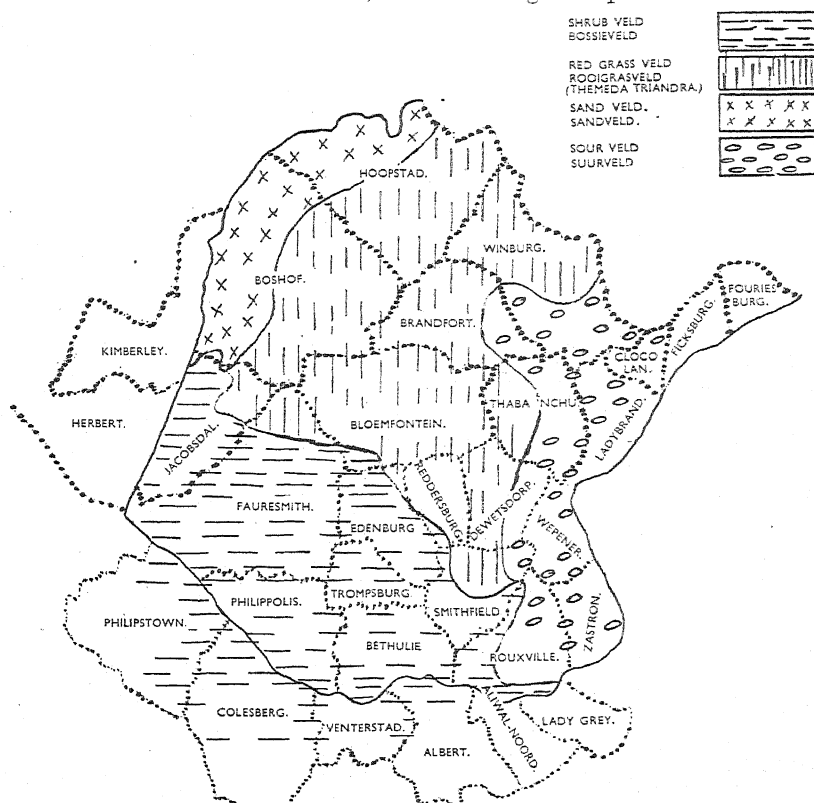 SHRUB VELD
BOSSIEVELD
RED GRASS VELD
ROOIGRASVELD
(THEMEDA TRIANDRA.)
SAND VELD.
SANDVELD.
SOUR VELD
SUURVELD
HOOPSTAD.
WINBURG.
BOSHOF.
FOURIES
BURG.
FICKSBURG.
BRANDFORT.
KIMBERLEY.
CLOCO
LAN.
THABA NCHU.
LADYBRAND.
HERBERT.
BLOEMFONTEIN.
JACOBSDAL.
REDDERSBURG.
DEWETSDORP.
FAURESMITH.
EDENBURG
WEPENER.
TROMPSBURG.
PHILIPPOLIS.
SMITHFIELD
PHILIPSTOWN.
ZASTRON.
BETHULIE
ROUXVILLE.
COLESBERG.
VENTERSTAD.
ALIWAL-NOORD.
LADY GREY.
ALBERT.